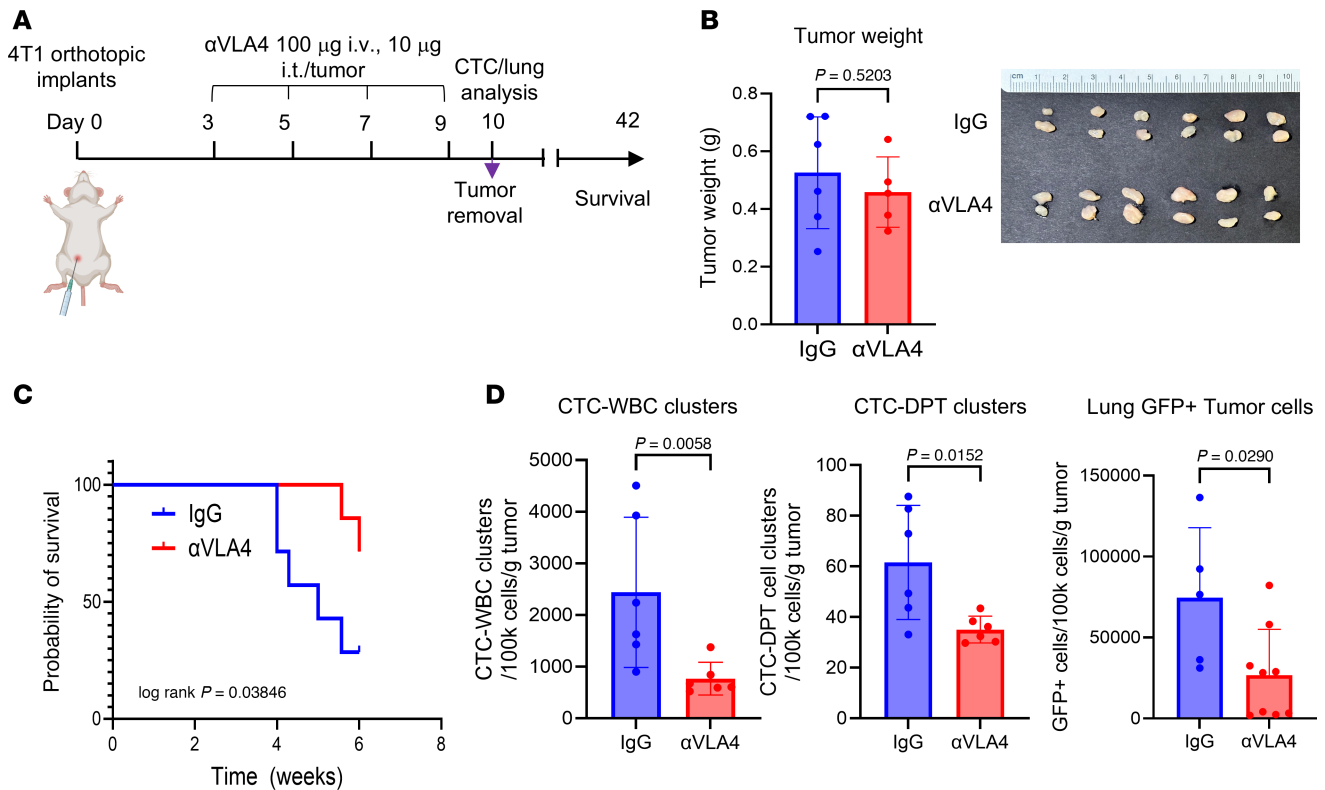 A
4T1 orthotopic
implants
αVLA4 100 μg i.v., 10 μg
i.t./tumor
CTC/lung
analysis
Day 0 3 5 7 9 10 42
Tumor
removal
Survival
B
Tumor weight
P = 0.5203
Tumor weight (g)
0.8
0.6
0.4
0.2
0.0
IgG αVLA4
cm 1 2 3 4 5 6 7 8 9 10
IgG
αVLA4
C
Probability of survival
100
50
0
IgG
αVLA4
log rank P = 0.03846
0 2 4 6 8
Time (weeks)
D
CTC-WBC clusters
P = 0.0058
CTC-WBC clusters
/100k cells/g tumor
5000
4000
3000
2000
1000
0
IgG αVLA4
CTC-DPT clusters
P = 0.0152
CTC-DPT cell clusters
/100k cells/g tumor
100
80
60
40
20
0
IgG αVLA4
Lung GFP+ Tumor cells
P = 0.0290
GFP+ cells/100k cells/g tumor
150000
100000
50000
0
IgG αVLA4